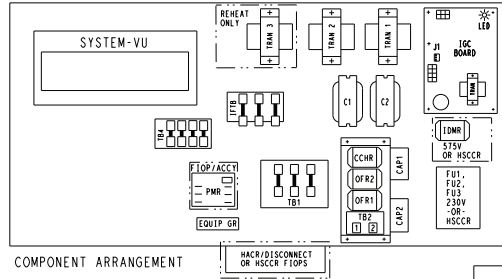 REHEAT
ONLY
TRAN 3
TRAN 2
TRAN 1
LED
SYSTEM-VU
J1
IGC
BOARD
TRAN
C1
C2
IFTB
TB4
IDMR
575V
OR HSCCR
CCHR
CAP1
FIOP/ACCY
PMR
OFR2
OFR1
TB1
CAP2
TB2
1 2
FU1,
FU2,
FU3
230V
-OR-
HSCCR
EQUIP GR
COMPONENT ARRANGEMENT
HACR/DISCONNECT
OR HSCCR FIOPS